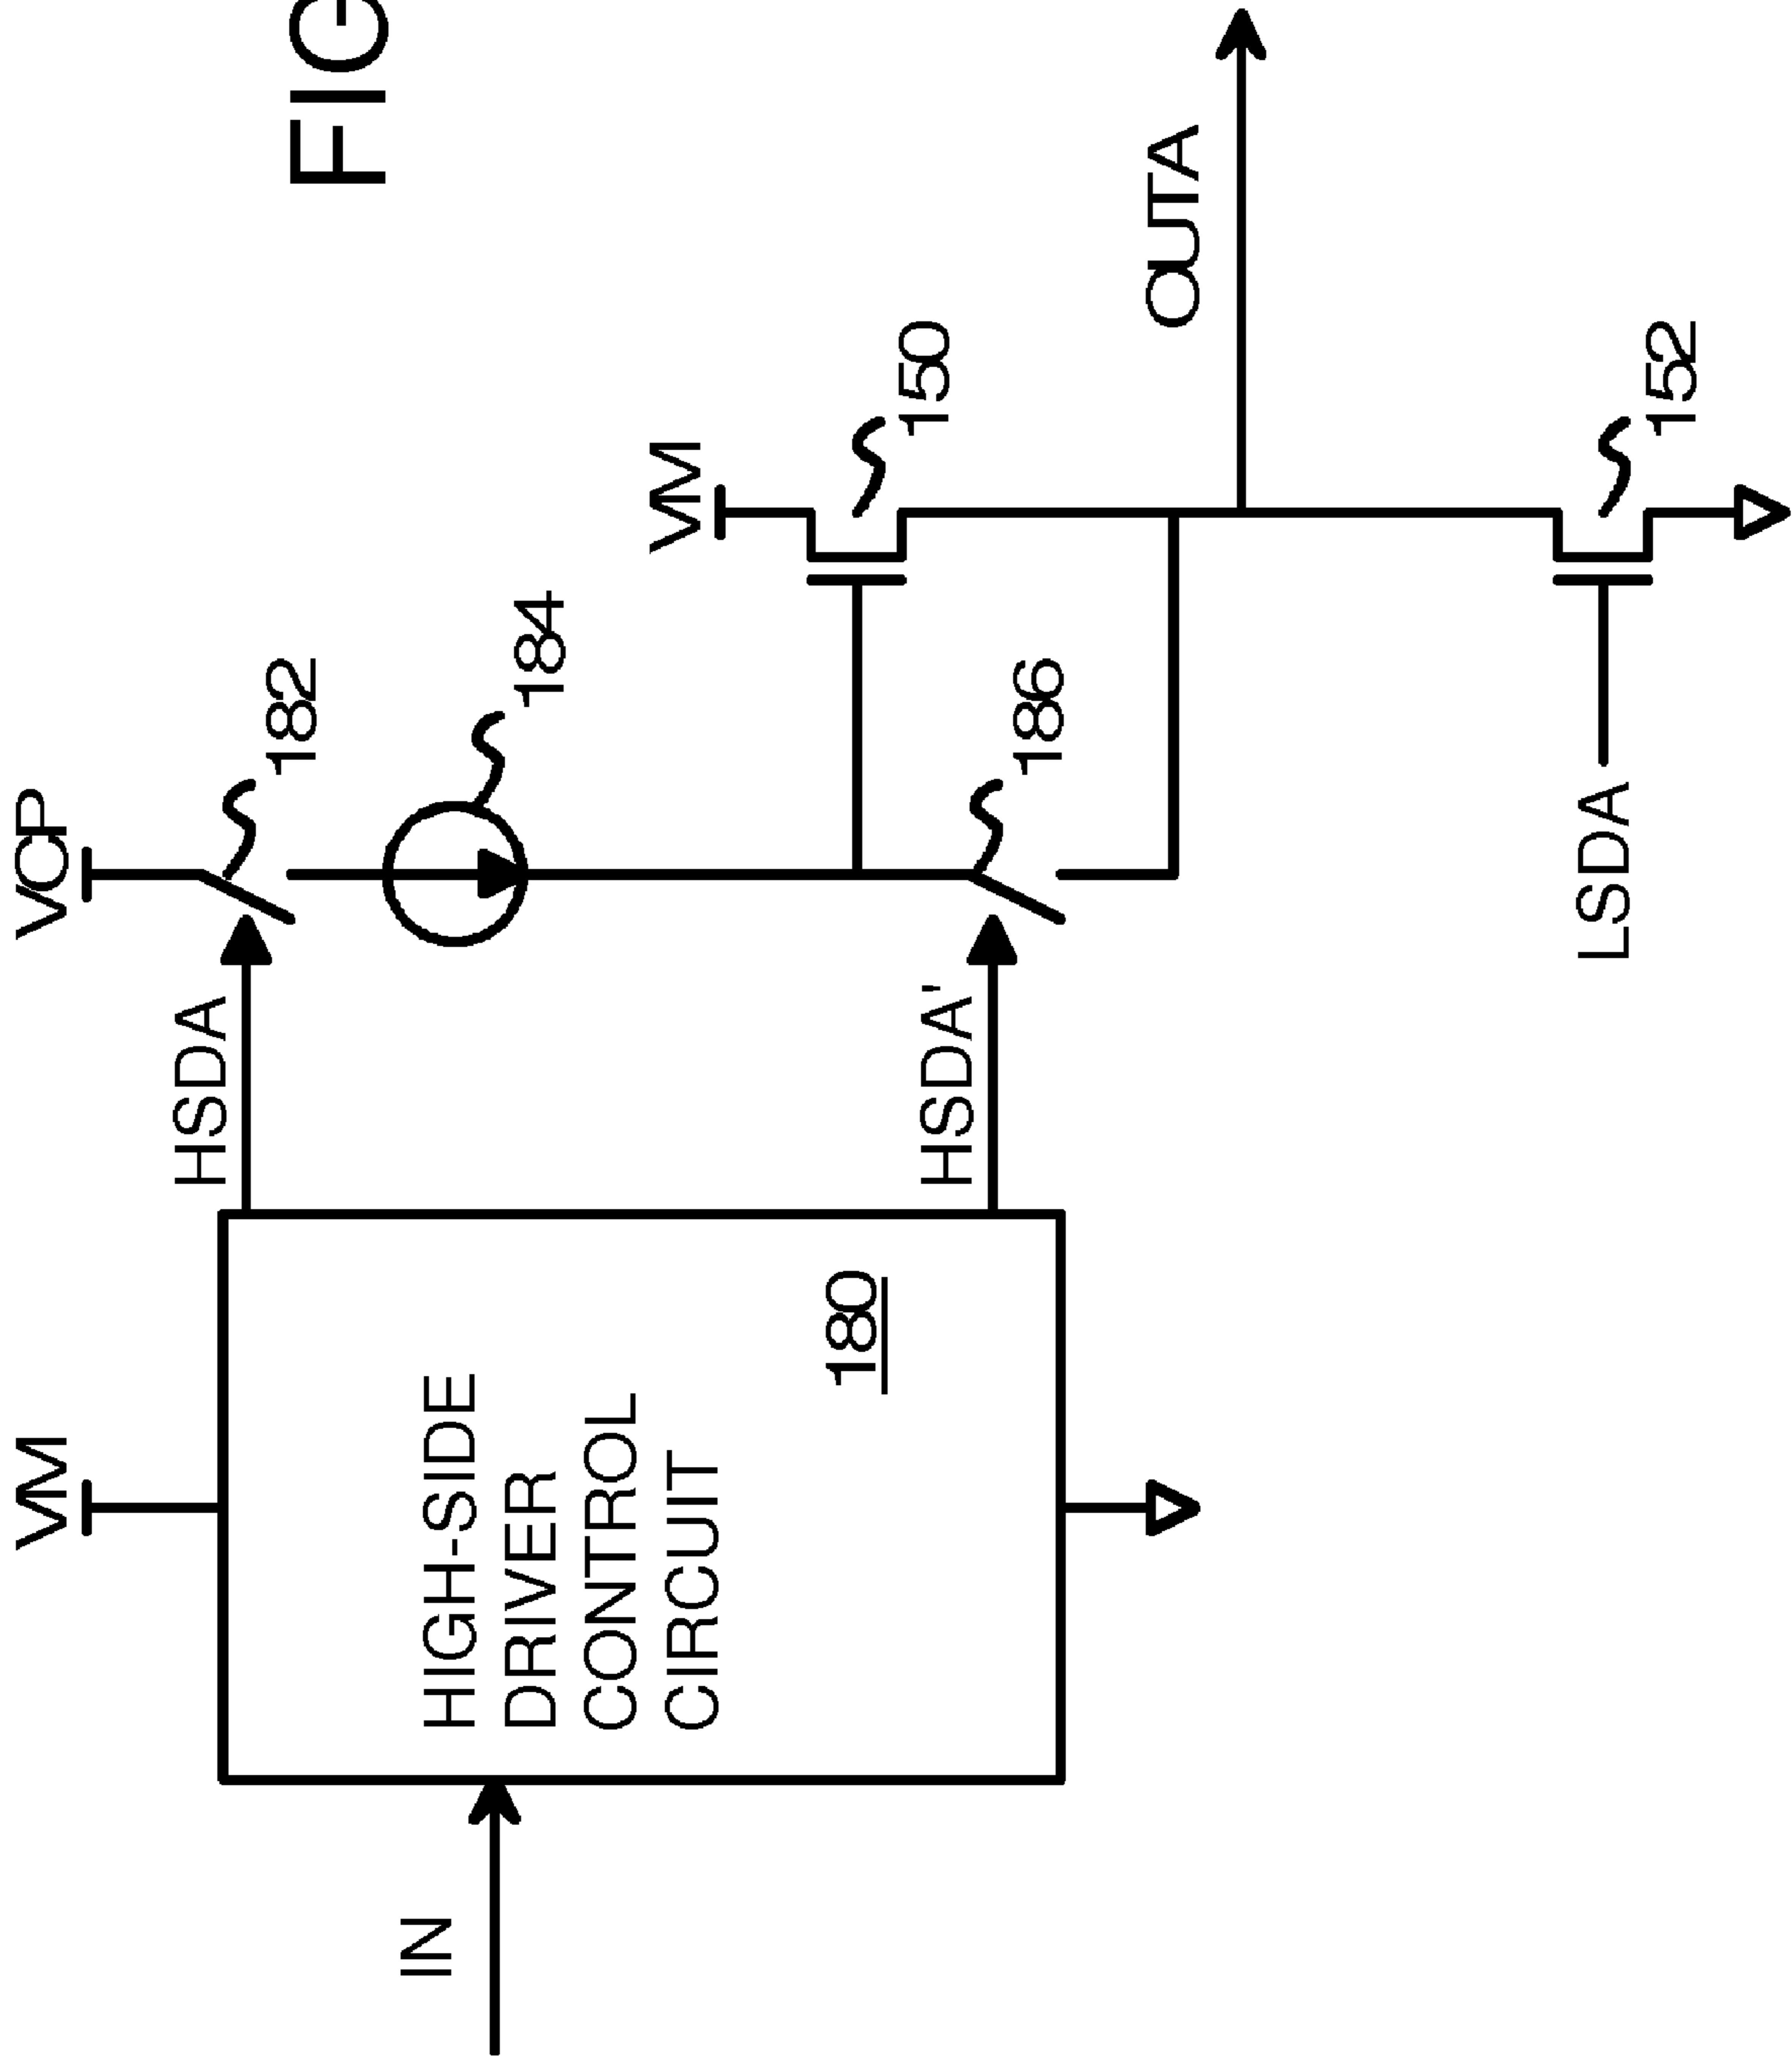 FIG
VM
VCP
HSDA
182
184
VM
150
HIGH-SIDE
DRIVER
CONTROL
CIRCUIT
180
IN
HSDA'
186
OUTA
LSDA
152